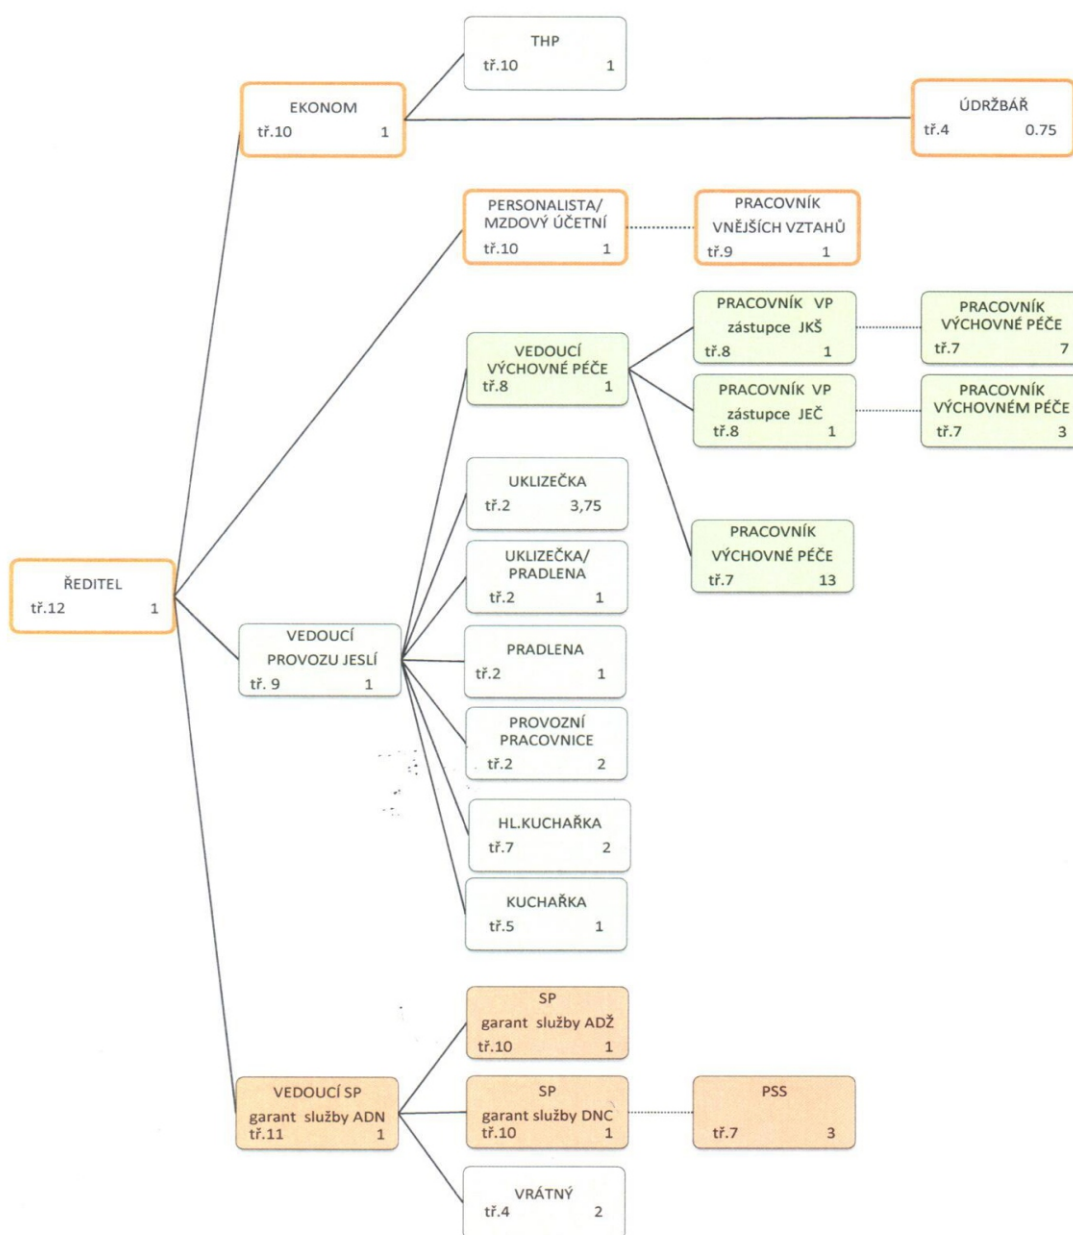 THP
tř.10 1
EKONOM
tř.10 1
ÚDRŽBÁŘ
tř.4 0.75
PERSONALISTA/
MZDOVÝ ÚČETNÍ
tř.10 1
PRACOVNÍK
VNĚJŠÍCH VZTAHŮ
tř.9 1
PRACOVNÍK VP
zástupce JKŠ
tř.8 1
PRACOVNÍK
VÝCHOVNÉ PÉČE
tř.7 7
VEDOUCÍ
VÝCHOVNÉ PÉČE
tř.8 1
PRACOVNÍK VP
zástupce JEČ
tř.8 1
PRACOVNÍK
VÝCHOVNÉM PÉČE
tř.7 3
UKLIZEČKA
tř.2 3,75
PRACOVNÍK
VÝCHOVNÉ PÉČE
tř.7 13
UKLIZEČKA/
PRADLENA
tř.2 1
ŘEDITEL
tř.12 1
VEDOUCÍ
PROVOZU JESLÍ
tř. 9 1
PRADLENA
tř.2 1
PROVOZNÍ
PRACOVNICE
tř.2 2
HL.KUCHAŘKA
tř.7 2
KUCHAŘKA
tř.5 1
SP
garant služby ADŽ
tř.10 1
VEDOUCÍ SP
garant služby ADN
tř.11 1
SP
garant služby DNC
tř.10 1
PSS
tř.7 3
VRÁTNÝ
tř.4 2